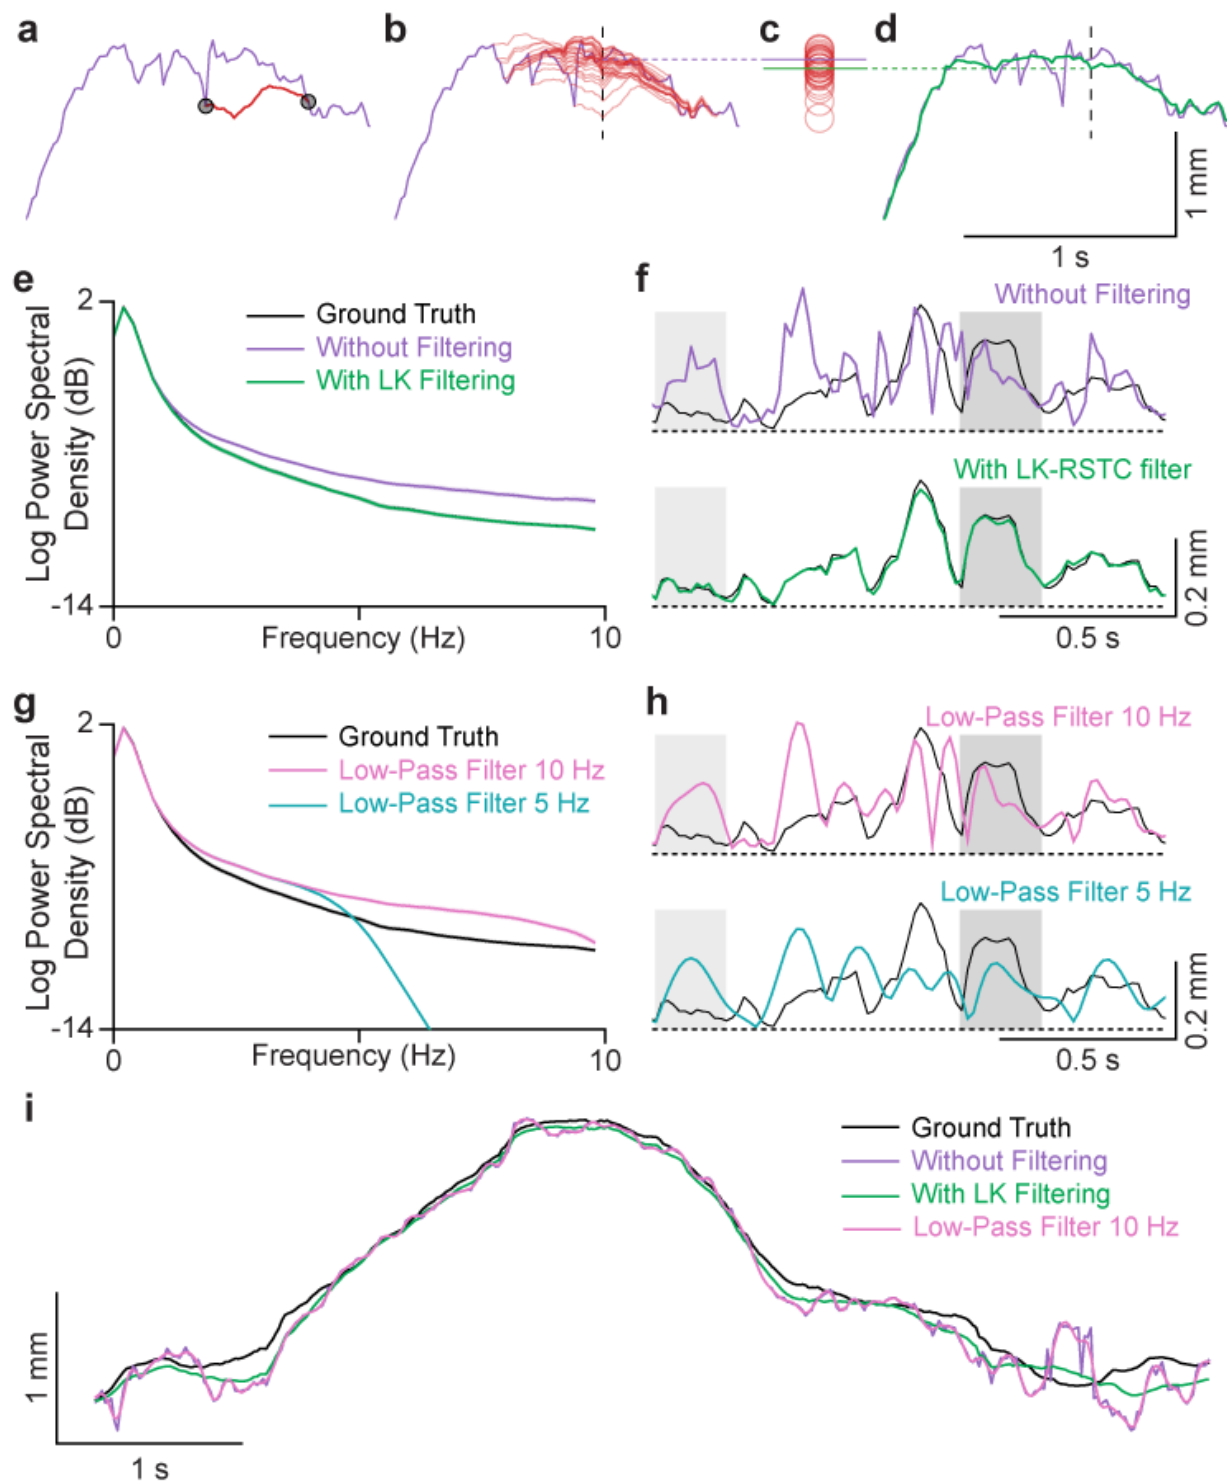 a
b
c
d
1 mm
1 s
e
2
Log Power Spectral
Density (dB)
-14
0
Frequency (Hz)
10
Ground Truth
Without Filtering
With LK Filtering
f
Without Filtering
With LK-RSTC filter
0.2 mm
0.5 s
g
2
Log Power Spectral
Density (dB)
-14
0
Frequency (Hz)
10
Ground Truth
Low-Pass Filter 10 Hz
Low-Pass Filter 5 Hz
h
Low-Pass Filter 10 Hz
Low-Pass Filter 5 Hz
0.2 mm
0.5 s
i
Ground Truth
Without Filtering
With LK Filtering
Low-Pass Filter 10 Hz
1 mm
1 s